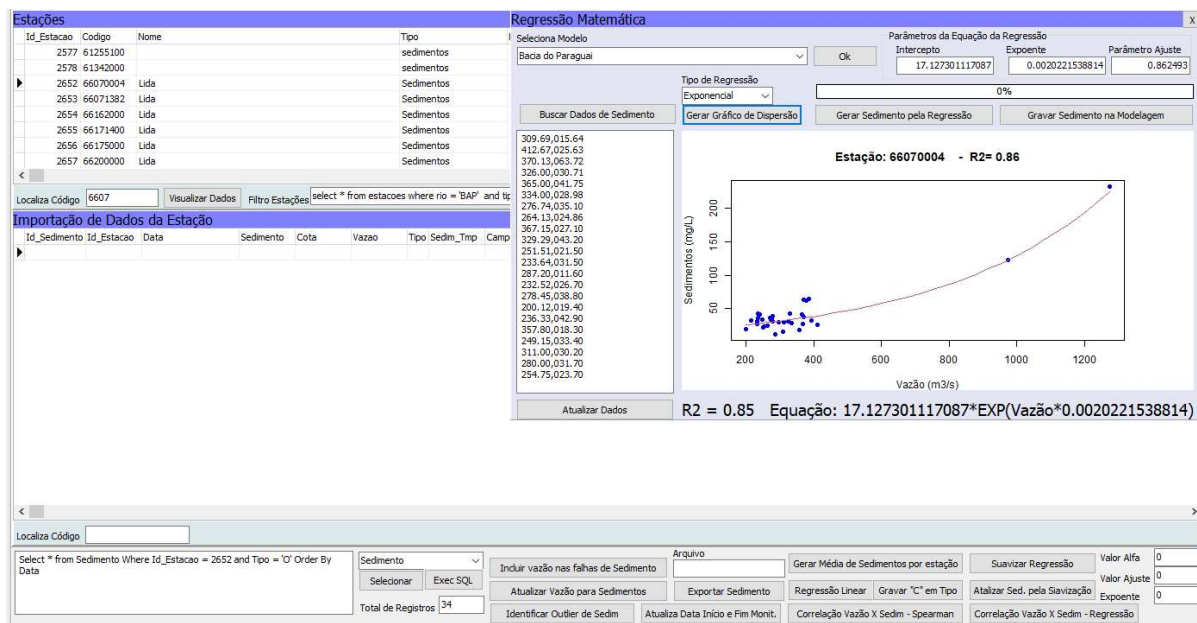 Estações
Id_Estacao Codigo Nome Tipo
2577 61255100 sedimentos
2578 61342000 sedimentos
2652 66070004 Lida Sedimentos
2653 66071382 Lida Sedimentos
2654 66162000 Lida Sedimentos
2655 66171400 Lida Sedimentos
2656 66175000 Lida Sedimentos
2657 66200000 Lida Sedimentos
Localiza Código 6607 Visualizar Dados Filtro Estações select * from estacoes where rio = 'BAP' and tip
Importação de Dados da Estação
Id_Sedimento Id_Estacao Data Sedimento Cota Vazao Tipo Sedim_Tmp Camp
Regressão Matemática x
Seleciona Modelo
Bacia do Paraguai Ok
Parâmetros da Equação da Regressão
Intercepto Expoente Parâmetro Ajuste
17.127301117087 0.0020221538814 0.862493
Tipo de Regressão
Exponencial 0%
Buscar Dados de Sedimento Gerar Gráfico de Dispersão Gerar Sedimento pela Regressão Gravar Sedimento na Modelagem
309.69,015.64
412.67,025.63
370.13,063.72
326.00,030.71
365.00,041.75
334.00,028.98
276.74,035.10
264.13,024.86
367.15,027.10
329.29,043.20
251.51,021.50
233.64,031.50
287.20,011.60
232.52,026.70
278.45,038.80
200.12,019.40
236.33,042.90
357.80,018.30
249.15,033.40
311.00,030.20
280.00,031.70
254.75,023.70
Estação: 66070004 - R2= 0.86
Sedimentos (mg/L)
50 100 150 200
200 400 600 800 1000 1200
Vazão (m3/s)
Atualizar Dados R2 = 0.85 Equação: 17.127301117087*EXP(Vazão*0.0020221538814)
Localiza Código
Select * from Sedimento Where Id_Estacao = 2652 and Tipo = 'O' Order By
Data
Sedimento
Selecionar Exec SQL
Total de Registros 34
Arquivo
Incluir vazão nas falhas de Sedimento Gerar Média de Sedimentos por estação Suavizar Regressão Valor Alfa 0
Atualizar Vazão para Sedimentos Exportar Sedimento Regressão Linear Gravar "C" em Tipo Atalizar Sed. pela Siavização Valor Ajuste 0
Identificar Outlier de Sedim Atualiza Data Início e Fim Monit. Correlação Vazão X Sedim - Spearman Correlação Vazão X Sedim - Regressão Expoente 0